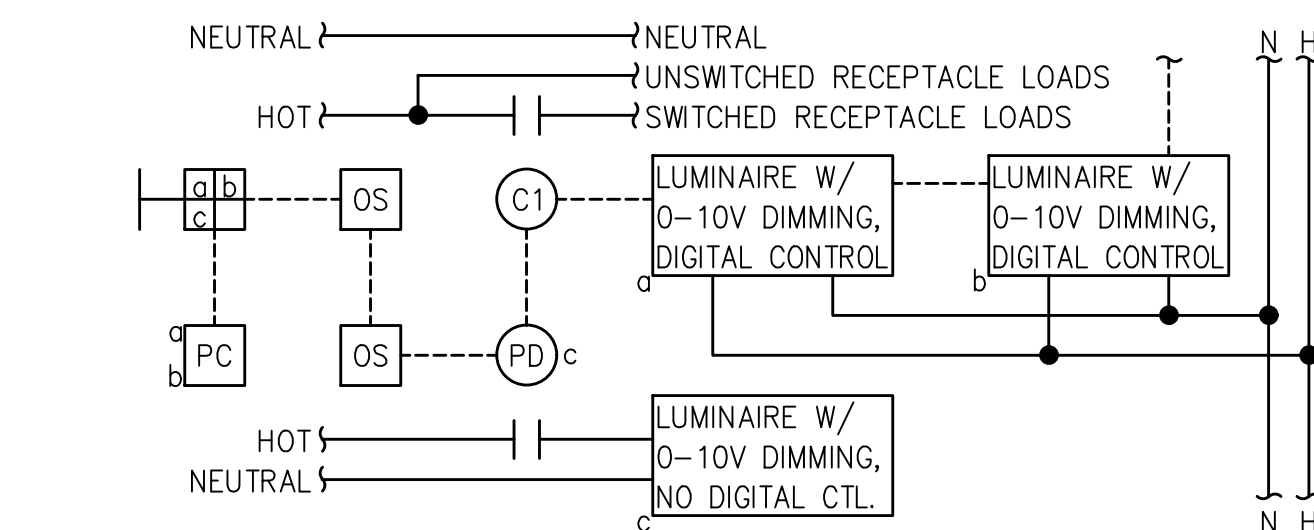 NEUTRAL
NEUTRAL
N H
UNSWITCHED RECEPTACLE LOADS
HOT
SWITCHED RECEPTACLE LOADS
a b
c
OS
C1
LUMINAIRE W/
0-10V DIMMING,
DIGITAL CONTROL
a
LUMINAIRE W/
0-10V DIMMING,
DIGITAL CONTROL
b
a
b
PC
OS
PD
c
HOT
NEUTRAL
LUMINAIRE W/
0-10V DIMMING,
NO DIGITAL CTL.
c
N H